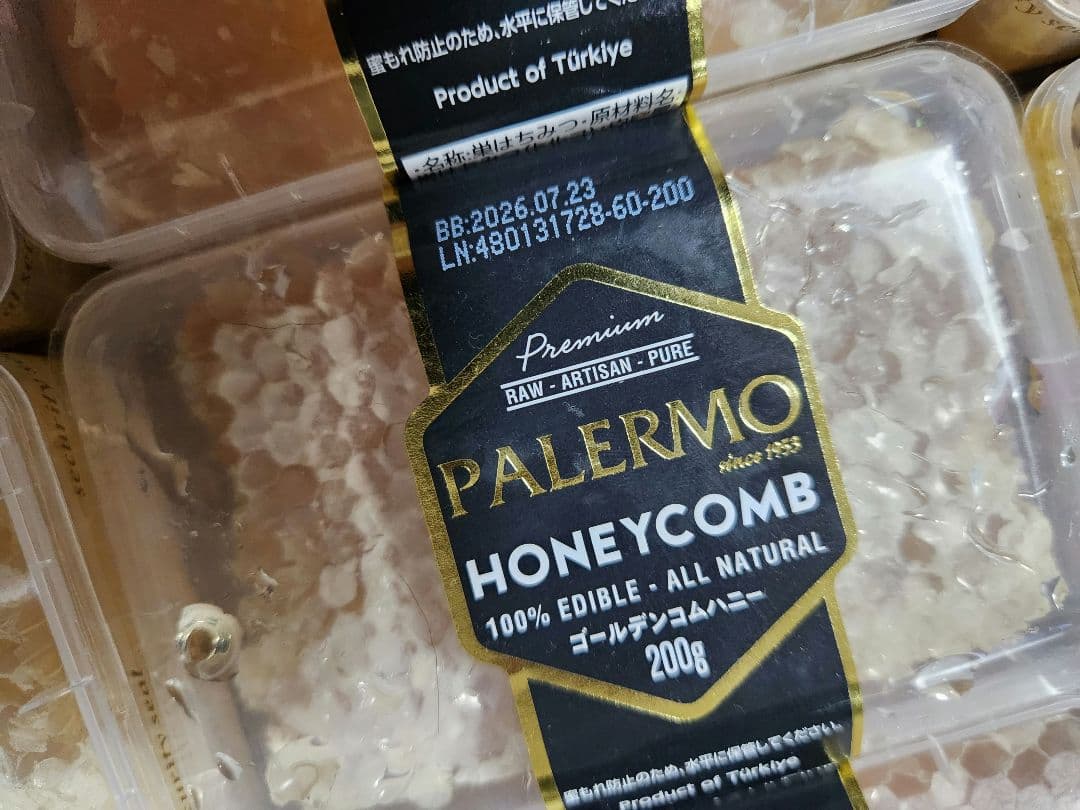 蜜もれ防止のため、水平に保管してくだ
Product of Türkiye
・名称:巣はちみつ・原材料名:
BB:2026.07.23
LN:480131728-60-200
Premium
RAW - ARTISAN - PURE
PALERMO
since 1953
HONEYCOMB
100% EDIBLE - ALL NATURAL
ゴールデンコムハニー
200g
蜜もれ防止のため、水平に保管してください。
Product of Türkiye